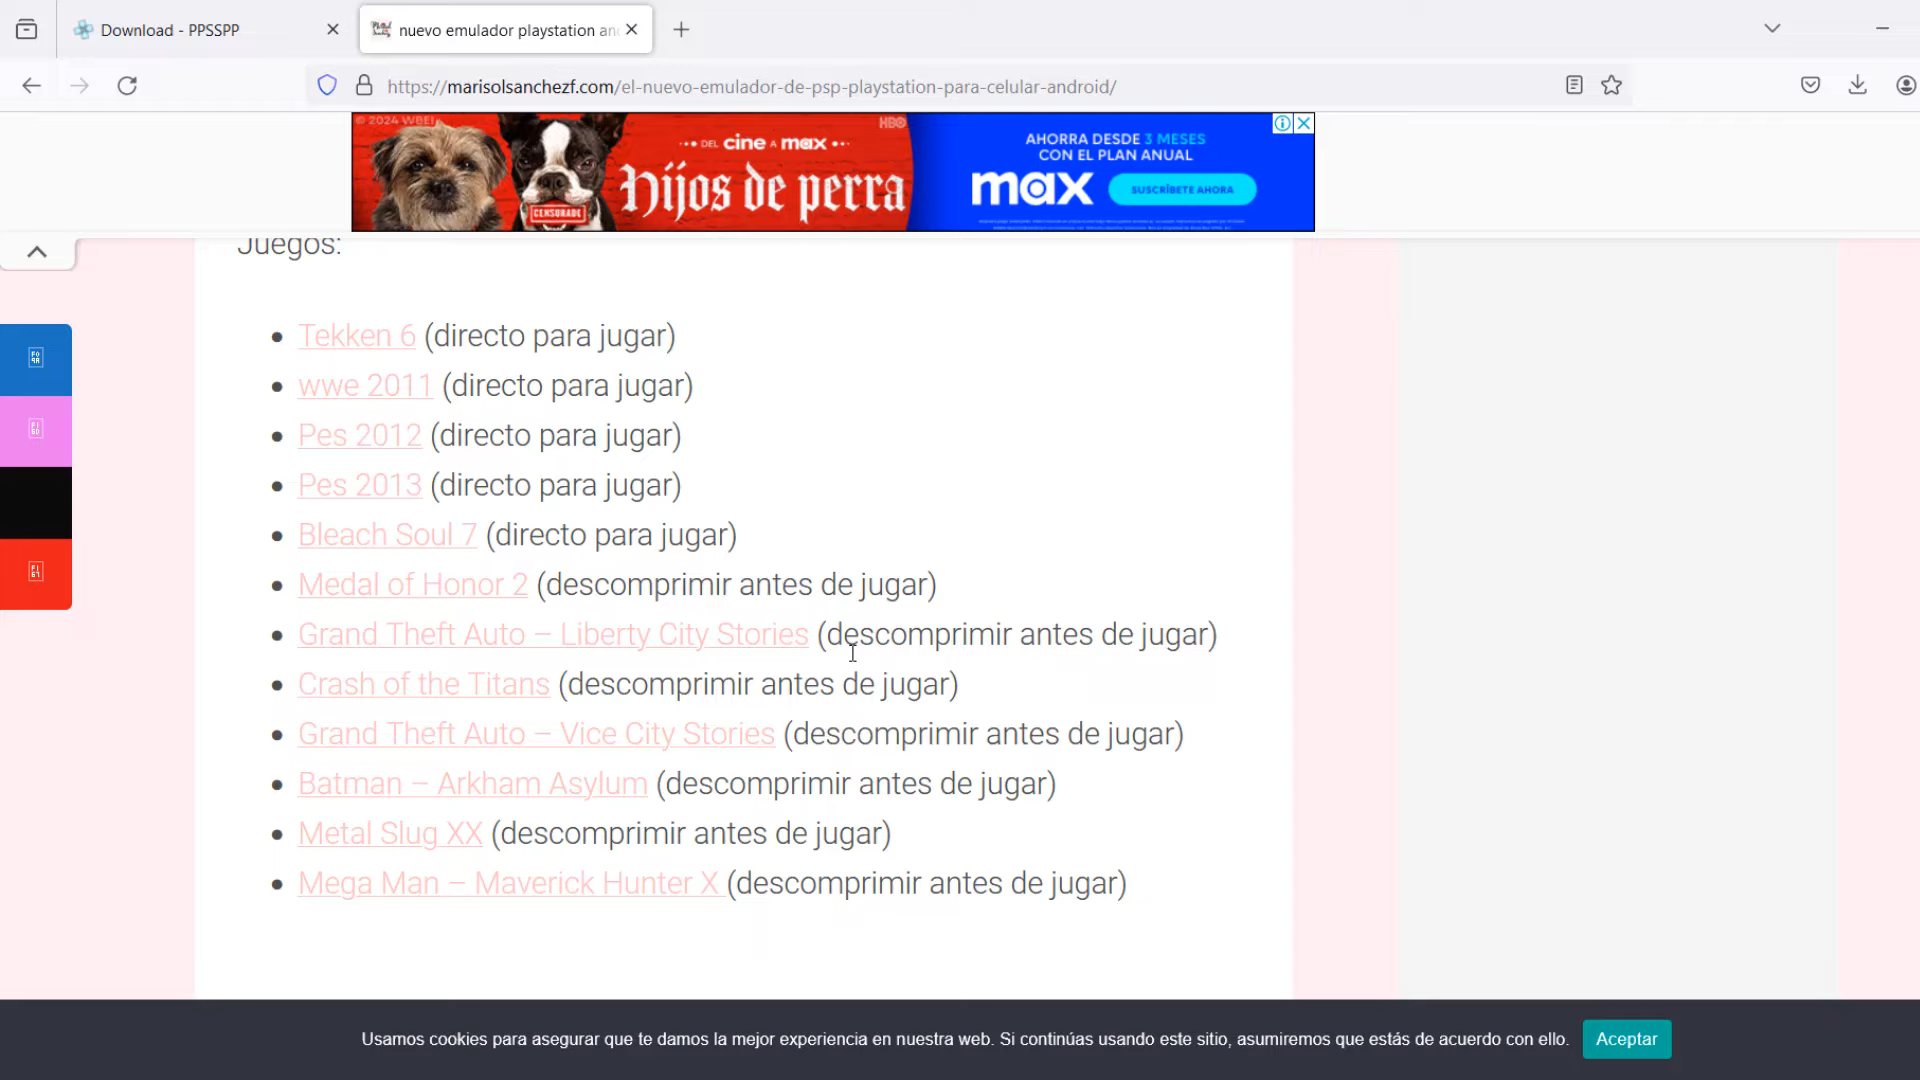 Download - PPSSPP
nuevo emulador playstation an
https://marisolsanchezf.com/el-nuevo-emulador-de-psp-playstation-para-celular-android/
© 2024 WBEI
HBO
DEL cine A max
Hijos de perra
CENSURADO
AHORRA DESDE 3 MESES
CON EL PLAN ANUAL
max
SUSCRÍBETE AHORA
Juegos:
Tekken 6 (directo para jugar)
wwe 2011 (directo para jugar)
Pes 2012 (directo para jugar)
Pes 2013 (directo para jugar)
Bleach Soul 7 (directo para jugar)
Medal of Honor 2 (descomprimir antes de jugar)
Grand Theft Auto – Liberty City Stories (descomprimir antes de jugar)
Crash of the Titans (descomprimir antes de jugar)
Grand Theft Auto – Vice City Stories (descomprimir antes de jugar)
Batman – Arkham Asylum (descomprimir antes de jugar)
Metal Slug XX (descomprimir antes de jugar)
Mega Man – Maverick Hunter X (descomprimir antes de jugar)
Usamos cookies para asegurar que te damos la mejor experiencia en nuestra web. Si continúas usando este sitio, asumiremos que estás de acuerdo con ello.
Aceptar